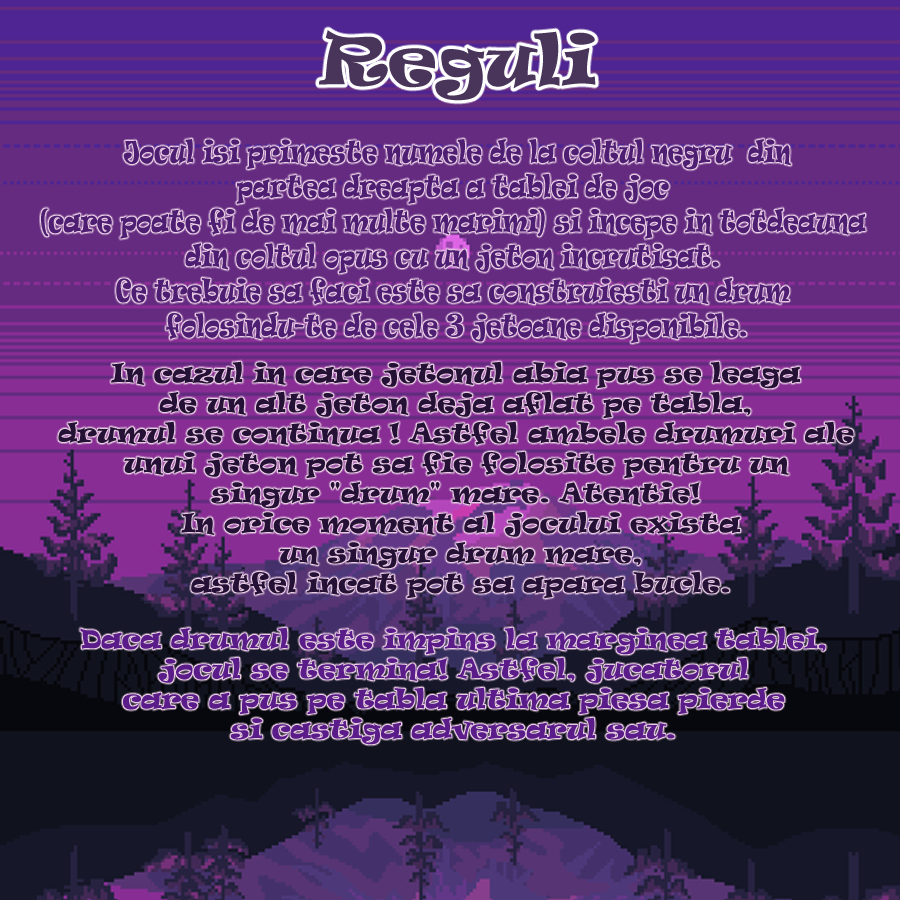 Reguli
Jocul isi primeste numele de la coltul negru din
partea dreapta a tablei de joc
(care poate fi de mai multe marimi) si incepe in totdeauna
din coltul opus cu un jeton incrutisat.
Ce trebuie sa faci este sa construiesti un drum
folosindu-te de cele 3 jetoane disponibile.
In cazul in care jetonul abia pus se leaga
de un alt jeton deja aflat pe tabla,
drumul se continua ! Astfel ambele drumuri ale
unui jeton pot sa fie folosite pentru un
singur "drum" mare. Atentie!
In orice moment al jocului exista
un singur drum mare,
astfel incat pot sa apara bucle.
Daca drumul este impins la marginea tablei,
jocul se termina! Astfel, jucatorul
care a pus pe tabla ultima piesa pierde
si castiga adversarul sau.